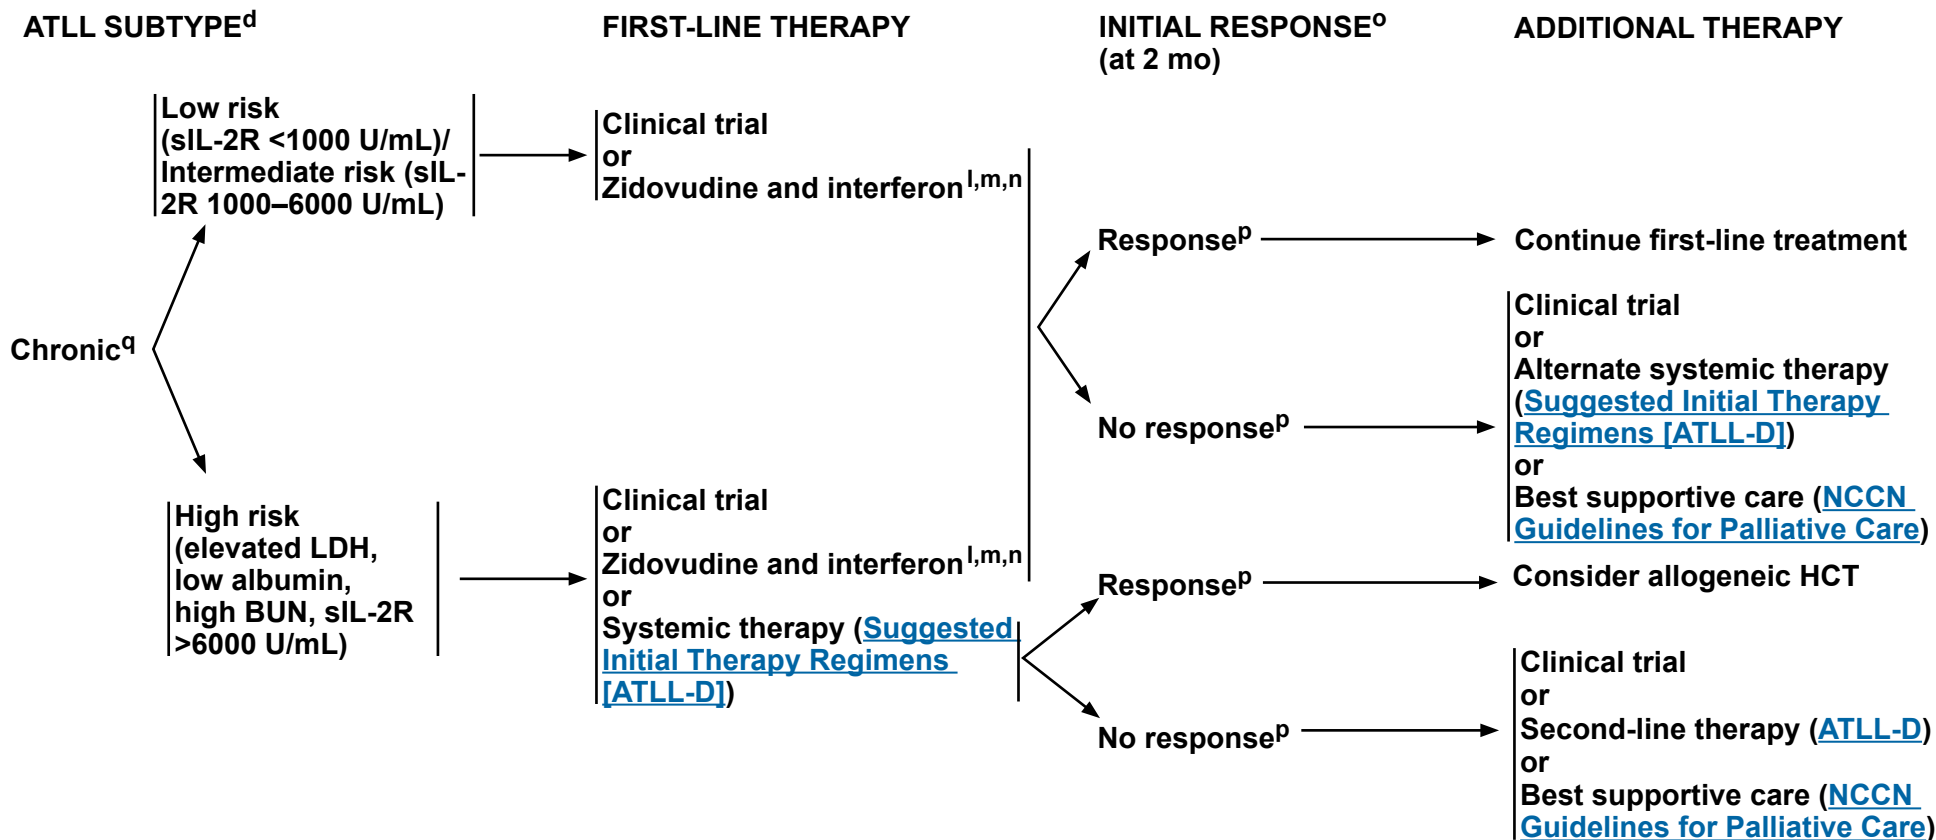 ATLL SUBTYPEd
FIRST-LINE THERAPY
INITIAL RESPONSEo
(at 2 mo)
ADDITIONAL THERAPY
Chronicq
Low risk
(sIL-2R <1000 U/mL)/
Intermediate risk (sIL-
2R 1000–6000 U/mL)
Clinical trial
or
Zidovudine and interferonl,m,n
High risk
(elevated LDH,
low albumin,
high BUN, sIL-2R
>6000 U/mL)
Clinical trial
or
Zidovudine and interferonl,m,n
or
Systemic therapy (Suggested
Initial Therapy Regimens
[ATLL-D])
Responsep
Continue first-line treatment
No responsep
Clinical trial
or
Alternate systemic therapy
(Suggested Initial Therapy
Regimens [ATLL-D])
or
Best supportive care (NCCN
Guidelines for Palliative Care)
Responsep
Consider allogeneic HCT
No responsep
Clinical trial
or
Second-line therapy (ATLL-D)
or
Best supportive care (NCCN
Guidelines for Palliative Care)